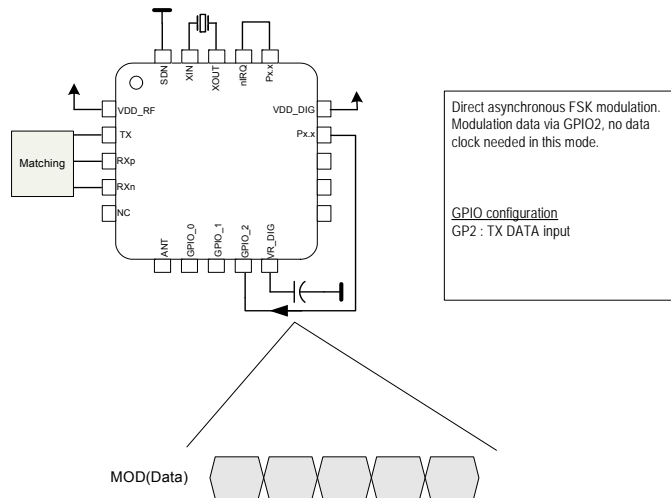 SDN
XIN
XOUT
nIRQ
Px.x
VDD_RF
TX
RXp
RXn
NC
Matching
VDD_DIG
Px.x
ANT
GPIO_0
GPIO_1
GPIO_2
VR_DIG
Direct asynchronous FSK modulation.
Modulation data via GPIO2, no data
clock needed in this mode.
GPIO configuration
GP2 : TX DATA input
MOD(Data)